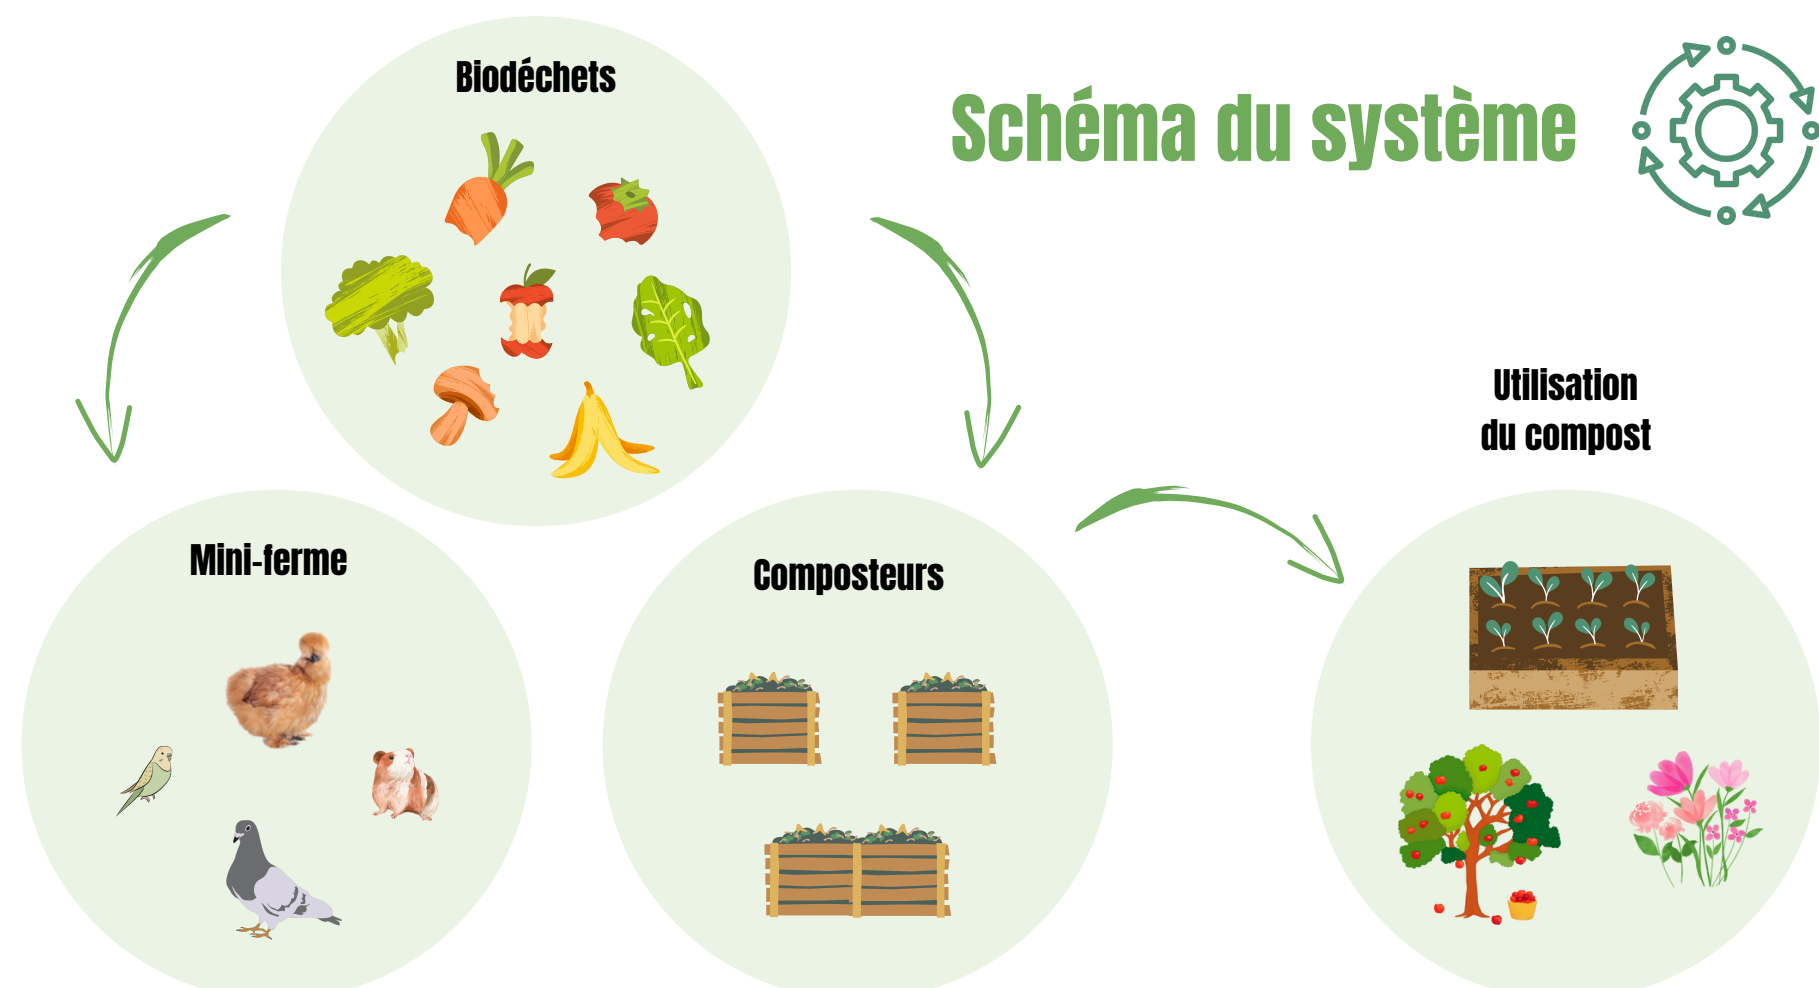 Biodéchets
Schéma du système
Utilisation
du compost
Mini-ferme
Composteurs